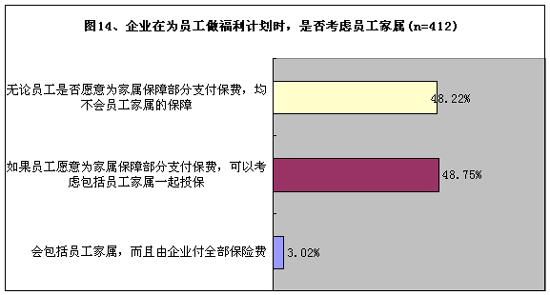 图14、企业在为员工做福利计划时，是否考虑员工家属(n=412)
无论员工是否愿意为家属保障部分支付保费，均
不会员工家属的保障
48.22%
如果员工愿意为家属保障部分支付保费，可以考
虑包括员工家属一起投保
48.75%
会包括员工家属，而且由企业付全部保险费
3.02%